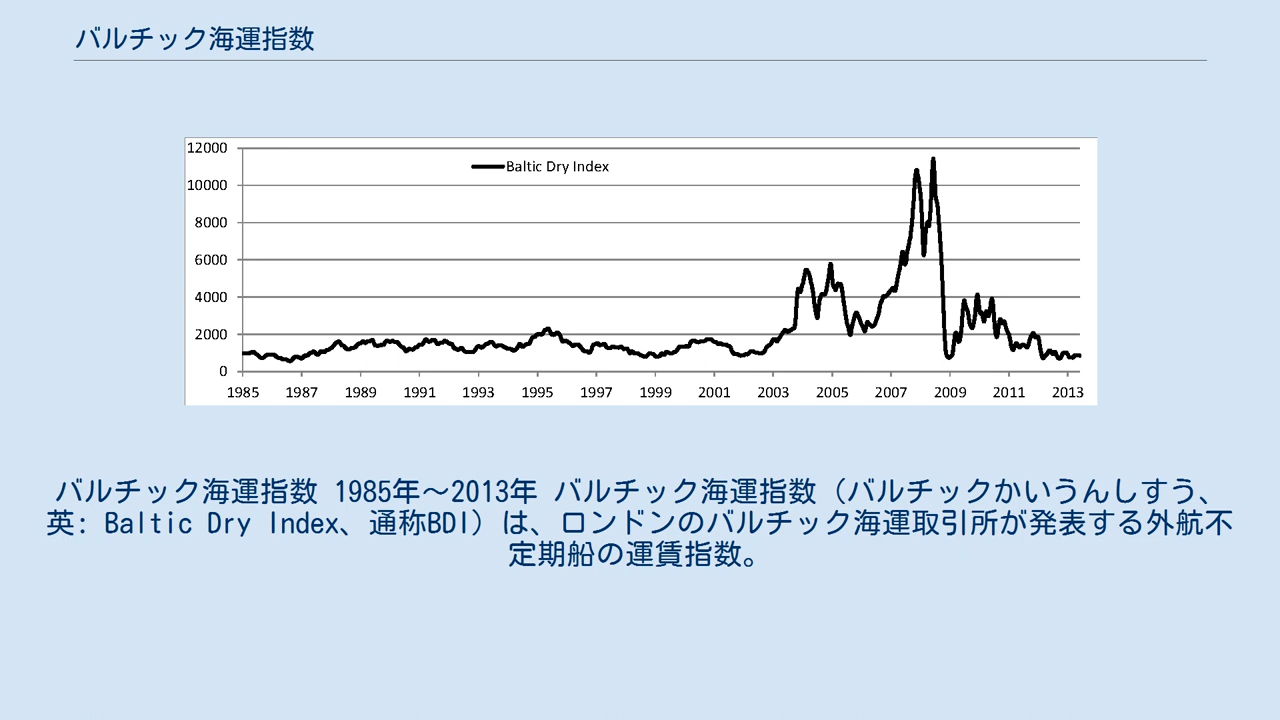 バルチック海運指数
12000
Baltic Dry Index
10000
8000
6000
4000
2000
0
1985 1987 1989 1991 1993 1995 1997 1999 2001 2003 2005 2007 2009 2011 2013
バルチック海運指数 1985年～2013年 バルチック海運指数（バルチックかいうんしすう、
英: Baltic Dry Index、通称BDI）は、ロンドンのバルチック海運取引所が発表する外航不
定期船の運賃指数。